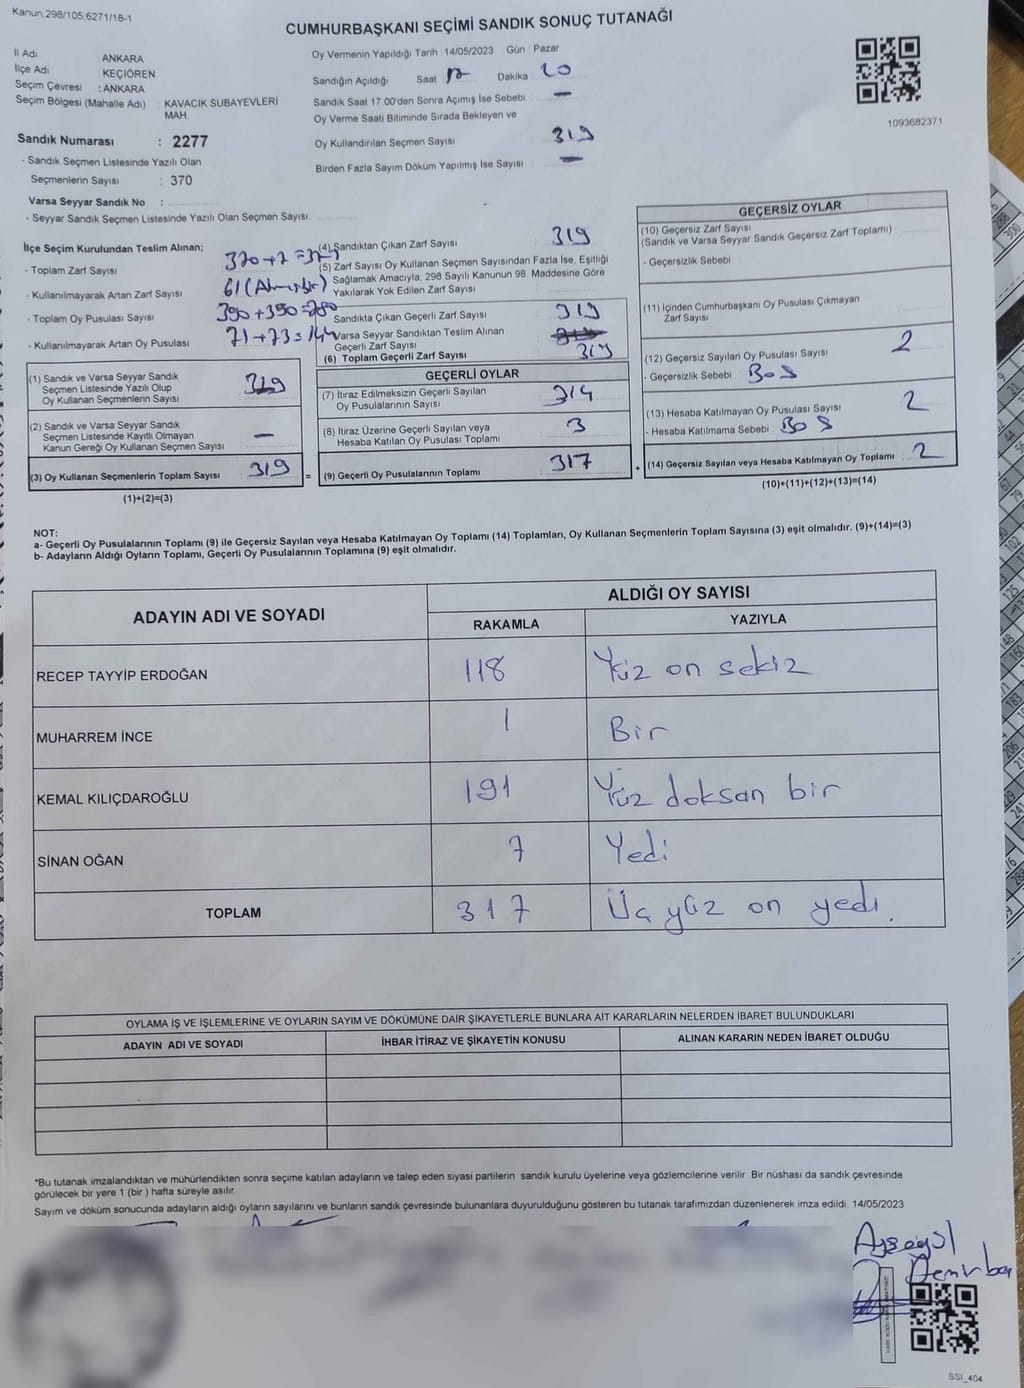 Kanun,298/105,6271/18-1
CUMHURBAŞKANI SEÇİMİ SANDIK SONUÇ TUTANAĞI
İl Adı ANKARA
İlçe Adı KEÇİÖREN
Seçim Çevresi : ANKARA
Seçim Bölgesi (Mahalle Adı) : KAVACIK SUBAYEVLERİ MAH.
Sandık Numarası : 2277
- Sandık Seçmen Listesinde Yazılı Olan
Seçmenlerin Sayısı : 370
Varsa Seyyar Sandık No :
- Seyyar Sandık Seçmen Listesinde Yazılı Olan Seçmen Sayısı
Oy Vermenin Yapıldığı Tarih : 14/05/2023 Gün : Pazar
Sandığın Açıldığı Saat 17 Dakika : 20
Sandık Saat 17:00'den Sonra Açımış İse Sebebi : —
Oy Verme Saati Bitiminde Sırada Bekleyen ve
Oy Kullandırılan Seçmen Sayısı 319
Birden Fazla Sayım Döküm Yapılmış İse Sayısı : —
1093682371
İlçe Seçim Kurulundan Teslim Alınan;
- Toplam Zarf Sayısı
- Kullanılmayarak Artan Zarf Sayısı 61 (Altmışbir)
- Toplam Oy Pusulası Sayısı 390+390=780
- Kullanılmayarak Artan Oy Pusulası 71+73=144
(1) Sandık ve Varsa Seyyar Sandık
Seçmen Listesinde Yazılı Olup
Oy Kullanan Seçmenlerin Sayısı 319
(2) Sandık ve Varsa Seyyar Sandık
Seçmen Listesinde Kayıtlı Olmayan
Kanun Gereği Oy Kullanan Seçmen Sayısı —
(3) Oy Kullanan Seçmenlerin Toplam Sayısı 319 =
(1)+(2)=(3)
(4) Sandıktan Çıkan Zarf Sayısı 319
(5) Zarf Sayısı Oy Kullanan Seçmen Sayısından Fazla İse, Eşitliği
Sağlamak Amacıyla, 298 Sayılı Kanunun 98. Maddesine Göre
Yakılarak Yok Edilen Zarf Sayısı
Sandıkta Çıkan Geçerli Zarf Sayısı 319
Varsa Seyyar Sandıktan Teslim Alınan
Geçerli Zarf Sayısı
(6) Toplam Geçerli Zarf Sayısı 319
GEÇERLİ OYLAR
(7) İtiraz Edilmeksizin Geçerli Sayılan
Oy Pusulalarının Sayısı 314
(8) İtiraz Üzerine Geçerli Sayılan veya
Hesaba Katılan Oy Pusulası Toplamı 3
(9) Geçerli Oy Pusulalarının Toplamı 317 +
GEÇERSİZ OYLAR
(10) Geçersiz Zarf Sayısı
(Sandık ve Varsa Seyyar Sandık Geçersiz Zarf Toplamı)
- Geçersizlik Sebebi :
(11) İçinden Cumhurbaşkanı Oy Pusulası Çıkmayan
Zarf Sayısı
(12) Geçersiz Sayılan Oy Pusulası Sayısı 2
- Geçersizlik Sebebi : BOŞ
(13) Hesaba Katılmayan Oy Pusulası Sayısı 2
- Hesaba Katılmama Sebebi : BOŞ
(14) Geçersiz Sayılan veya Hesaba Katılmayan Oy Toplamı 2
(10)+(11)+(12)+(13)=(14)
NOT:
a- Geçerli Oy Pusulalarının Toplamı (9) ile Geçersiz Sayılan veya Hesaba Katılmayan Oy Toplamı (14) Toplamları, Oy Kullanan Seçmenlerin Toplam Sayısına (3) eşit olmalıdır. (9)+(14)=(3)
b- Adayların Aldığı Oyların Toplamı, Geçerli Oy Pusulalarının Toplamına (9) eşit olmalıdır.
ADAYIN ADI VE SOYADI ALDIĞI OY SAYISI
RAKAMLA YAZIYLA
RECEP TAYYİP ERDOĞAN 118 Yüz on sekiz
MUHARREM İNCE 1 Bir
KEMAL KILIÇDAROĞLU 191 Yüz doksan bir
SİNAN OĞAN 7 Yedi
TOPLAM 317 Üç yüz on yedi.
OYLAMA İŞ VE İŞLEMLERİNE VE OYLARIN SAYIM VE DÖKÜMÜNE DAİR ŞİKAYETLERLE BUNLARA AİT KARARLARIN NELERDEN İBARET BULUNDUKLARI
ADAYIN ADI VE SOYADI İHBAR İTİRAZ VE ŞİKAYETİN KONUSU ALINAN KARARIN NEDEN İBARET OLDUĞU
*Bu tutanak imzalandıktan ve mühürlendikten sonra seçime katılan adayların ve talep eden siyasi partilerin sandık kurulu üyelerine veya gözlemcilerine verilir. Bir nüshası da sandık çevresinde
görülecek bir yere 1 (bir) hafta süreyle asılır.
Sayım ve döküm sonucunda adayların aldığı oyların sayılarını ve bunların sandık çevresinde bulunanlara duyurulduğunu gösteren bu tutanak tarafımızdan düzenlenerek imza edildi. 14/05/2023
Ayşegül
SSI_404